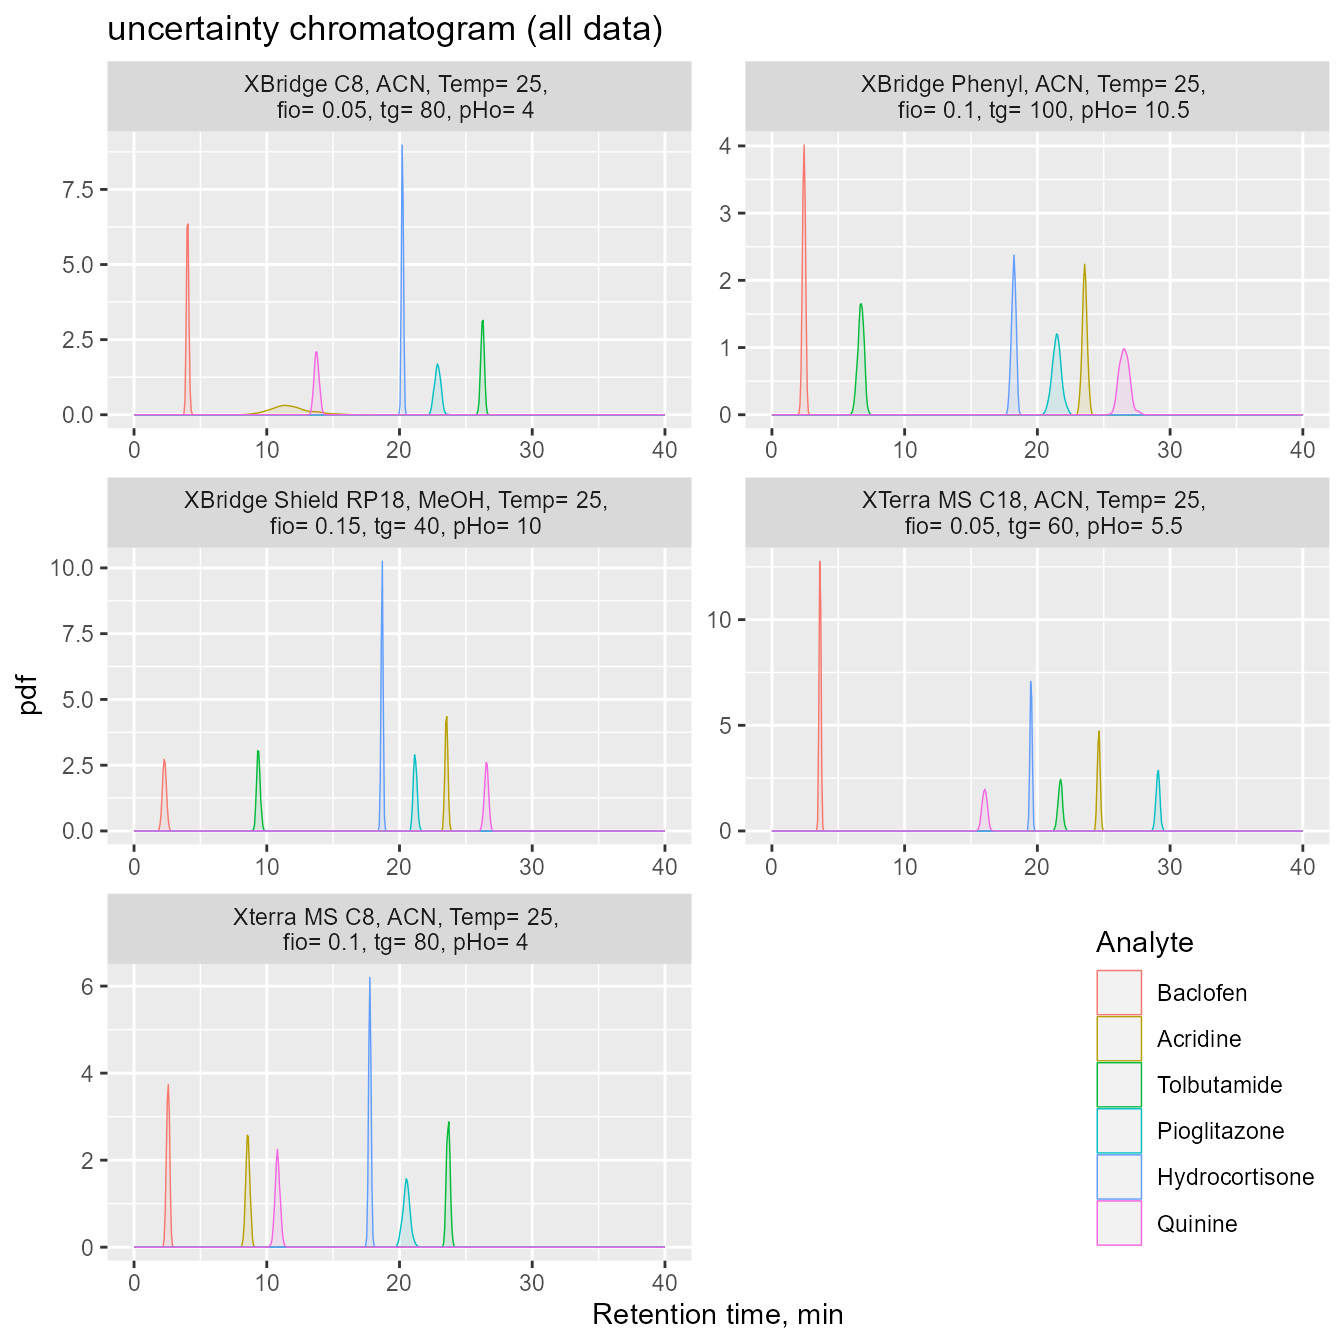 uncertainty chromatogram (all data)
XBridge C8, ACN, Temp= 25,
fio= 0.05, tg= 80, pHo= 4
XBridge Phenyl, ACN, Temp= 25,
fio= 0.1, tg= 100, pHo= 10.5
7.5
5.0
2.5
0.0
0 10 20 30 40
4
3
2
1
0
0 10 20 30 40
XBridge Shield RP18, MeOH, Temp= 25,
fio= 0.15, tg= 40, pHo= 10
XTerra MS C18, ACN, Temp= 25,
fio= 0.05, tg= 60, pHo= 5.5
10.0
7.5
5.0
2.5
0.0
0 10 20 30 40
10
5
0
0 10 20 30 40
pdf
Xterra MS C8, ACN, Temp= 25,
fio= 0.1, tg= 80, pHo= 4
6
4
2
0
0 10 20 30 40
Retention time, min
Analyte
Baclofen
Acridine
Tolbutamide
Pioglitazone
Hydrocortisone
Quinine